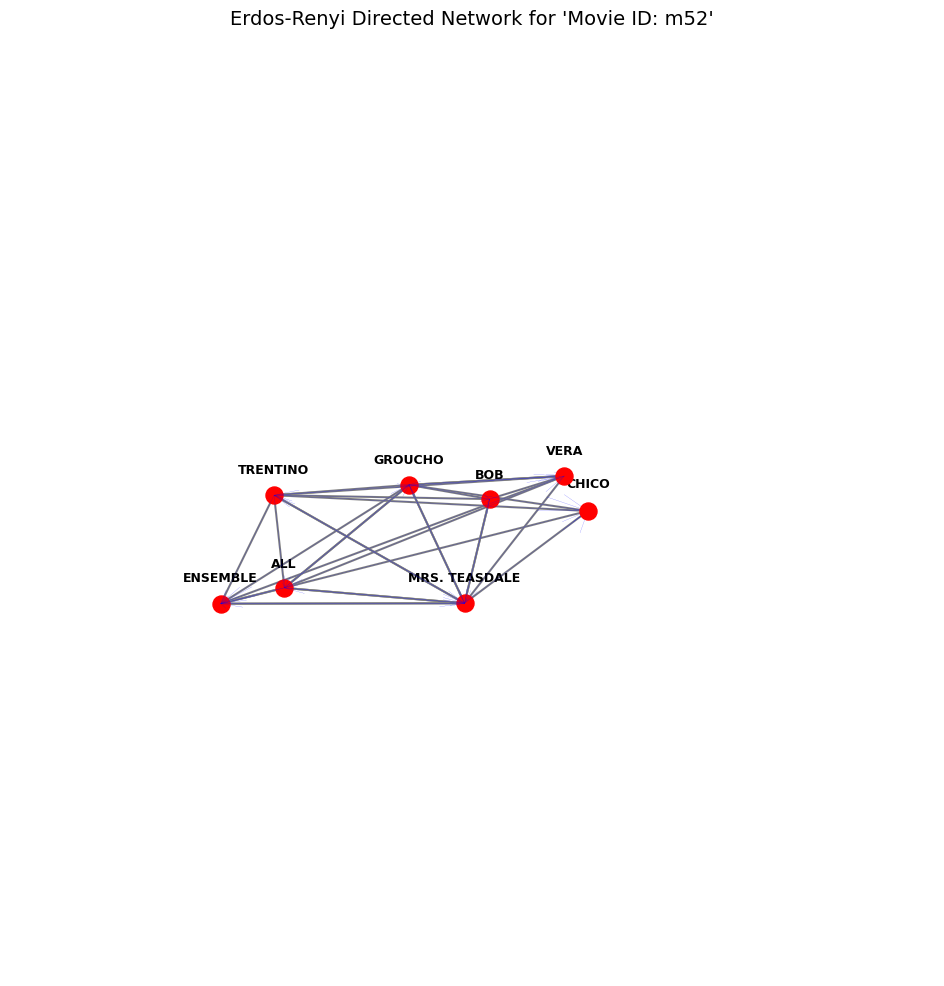 Erdos-Renyi Directed Network for 'Movie ID: m52'
VERA
GROUCHO
TRENTINO
BOB
CHICO
ALL
ENSEMBLE
MRS. TEASDALE